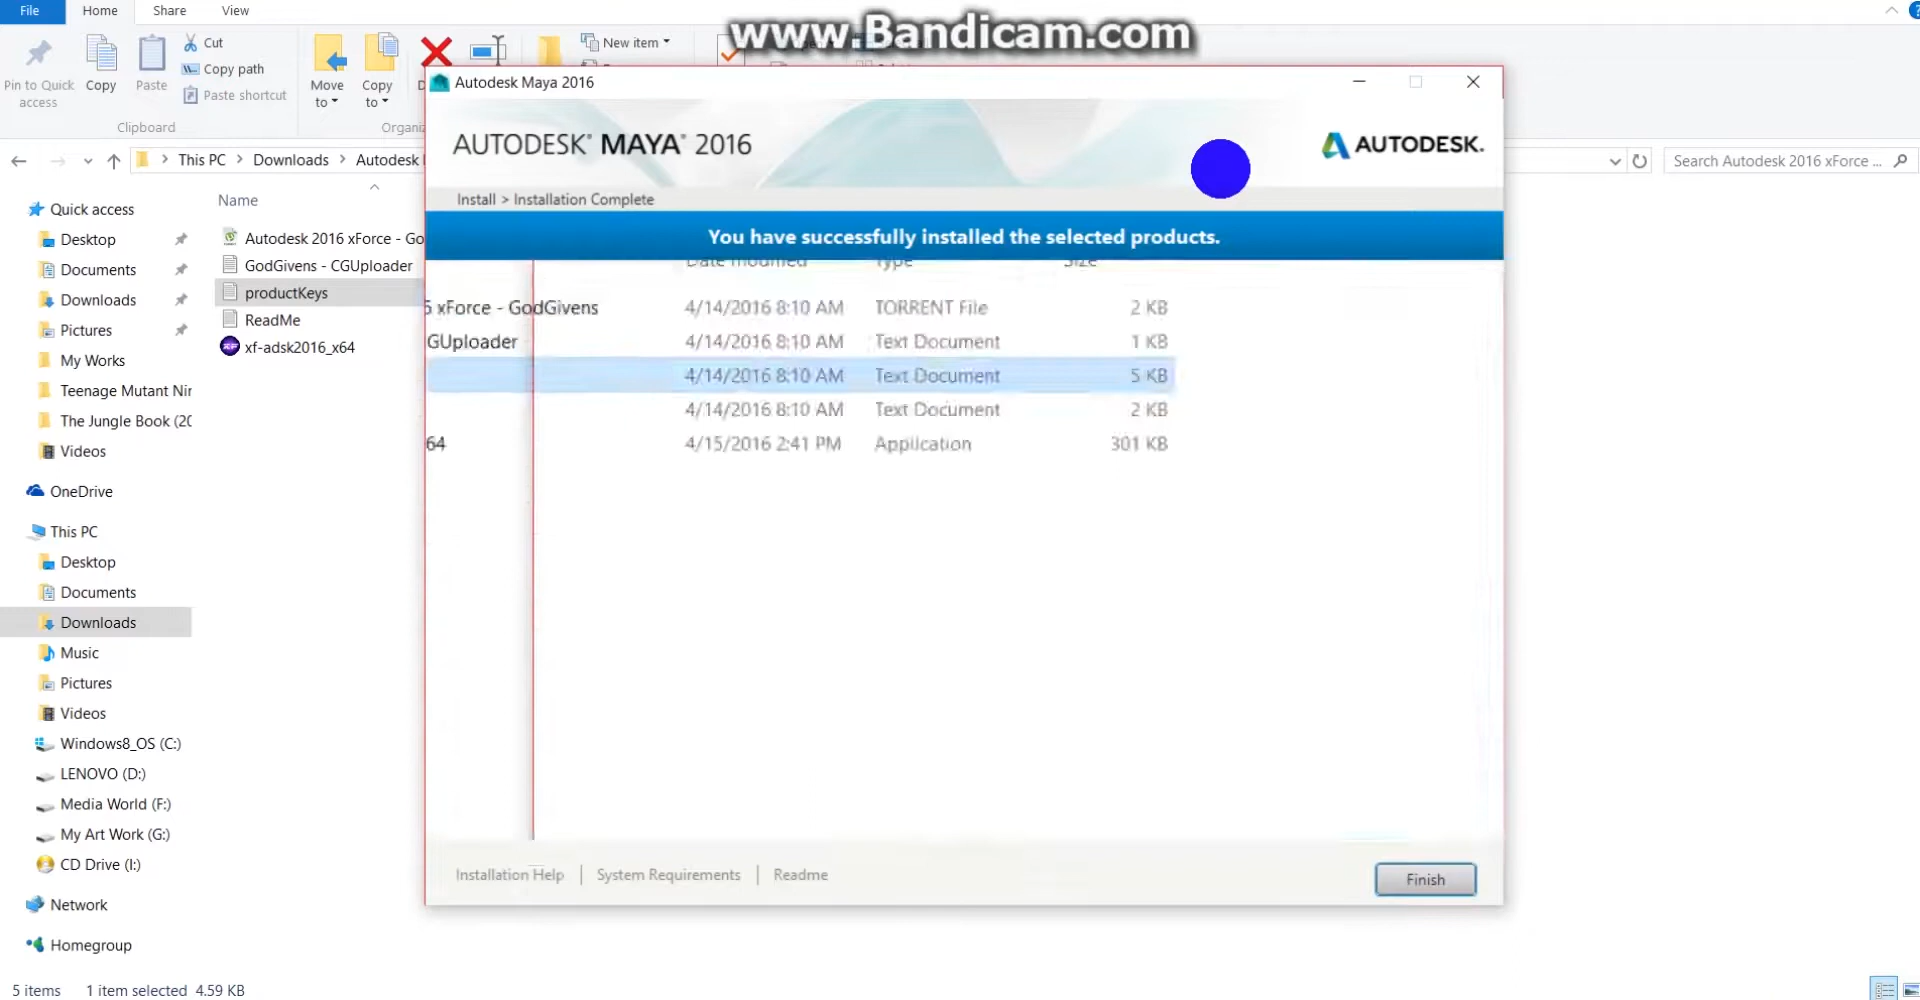 www.Bandicam.com
File
Home
Share
View
Pin to Quick access
Copy
Paste
Cut
Copy path
Paste shortcut
Clipboard
Move to
Copy to
New item
Organi
This PC > Downloads > Autodesk
Search Autodesk 2016 xForce ...
Autodesk Maya 2016
AUTODESK® MAYA® 2016
AUTODESK.
Install > Installation Complete
You have successfully installed the selected products.
Name
Autodesk 2016 xForce - Go
GodGivens - CGUploader
productKeys
ReadMe
xf-adsk2016_x64
Date modified Type Size
6 xForce - GodGivens 4/14/2016 8:10 AM TORRENT File 2 KB
GUploader 4/14/2016 8:10 AM Text Document 1 KB
4/14/2016 8:10 AM Text Document 5 KB
4/14/2016 8:10 AM Text Document 2 KB
64 4/15/2016 2:41 PM Application 301 KB
Quick access
Desktop
Documents
Downloads
Pictures
My Works
Teenage Mutant Nir
The Jungle Book (20
Videos
OneDrive
This PC
Desktop
Documents
Downloads
Music
Pictures
Videos
Windows8_OS (C:)
LENOVO (D:)
Media World (F:)
My Art Work (G:)
CD Drive (I:)
Network
Homegroup
Installation Help | System Requirements | Readme
Finish
5 items 1 item selected 4.59 KB